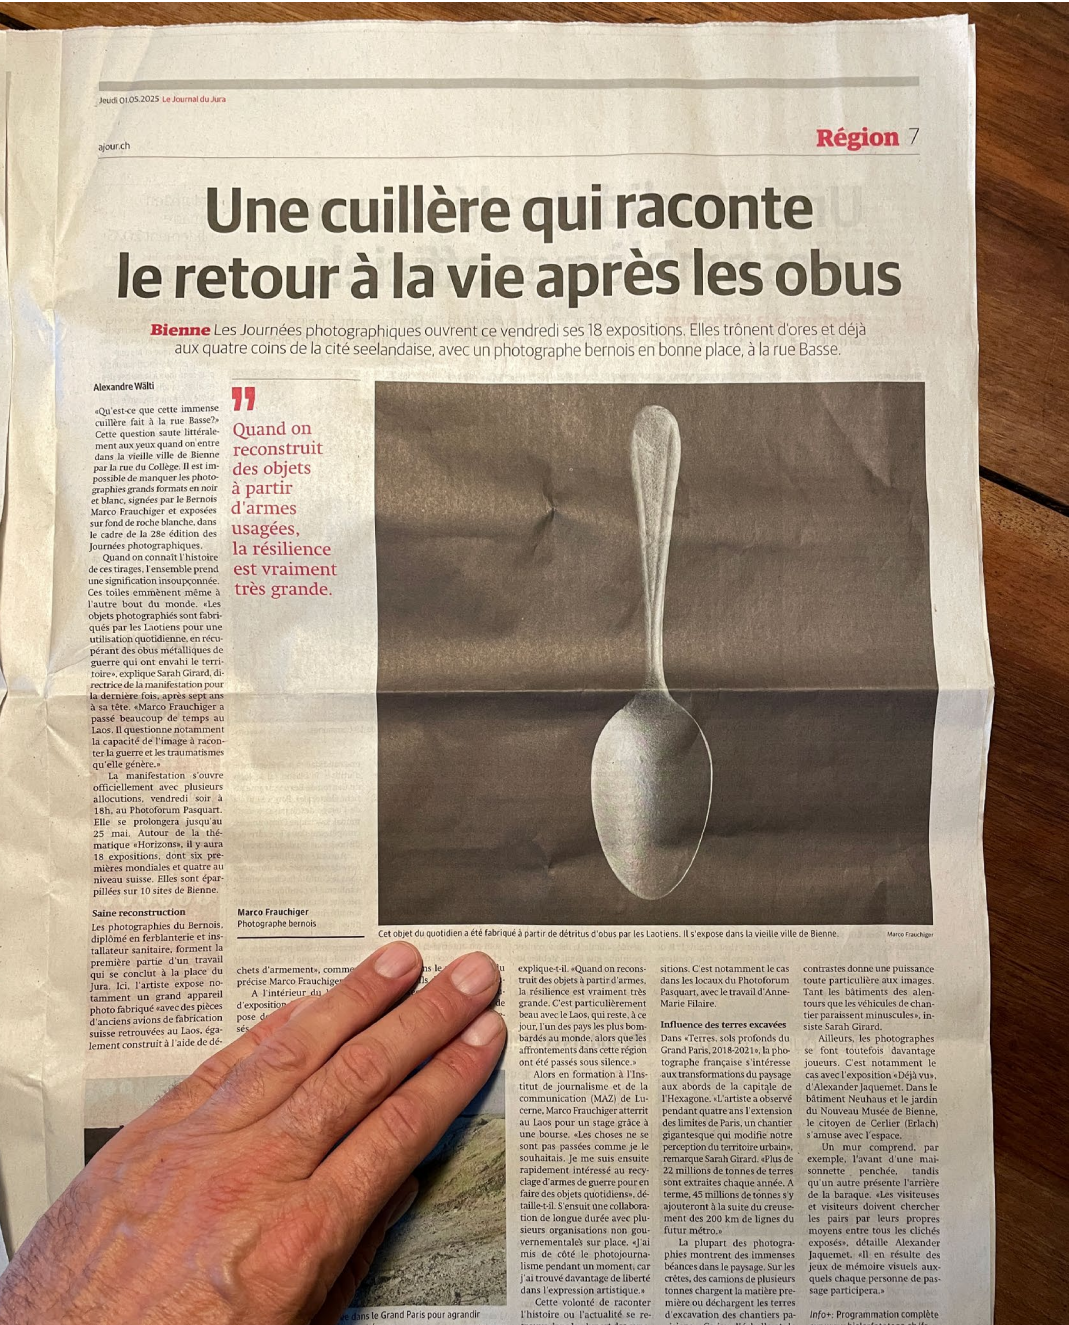 Jeudi 01.05.2025 Le Journal du Jura
ajour.ch
Région 7
Une cuillère qui raconte
le retour à la vie après les obus
Bienne Les Journées photographiques ouvrent ce vendredi ses 18 expositions. Elles trônent d'ores et déjà
aux quatre coins de la cité seelandaise, avec un photographe bernois en bonne place, à la rue Basse.
Alexandre Wälti
«Qu'est-ce que cette immense
cuillère fait à la rue Basse?»
Cette question saute littérale-
ment aux yeux quand on entre
dans la vieille ville de Bienne
par la rue du Collège. Il est im-
possible de manquer les photo-
graphies grands formats en noir
et blanc, signées par le Bernois
Marco Frauchiger et exposées
sur fond de roche blanche, dans
le cadre de la 28e édition des
Journées photographiques.
Quand on connaît l'histoire
de ces tirages, l'ensemble prend
une signification insoupçonnée.
Ces toiles emmènent même à
l'autre bout du monde. «Les
objets photographiés sont fabri-
qués par les Laotiens pour une
utilisation quotidienne, en récu-
pérant des obus métalliques de
guerre qui ont envahi le terri-
toire», explique Sarah Girard, di-
rectrice de la manifestation pour
la dernière fois, après sept ans
à sa tête. «Marco Frauchiger a
passé beaucoup de temps au
Laos. Il questionne notamment
la capacité de l'image à racon-
ter la guerre et les traumatismes
qu'elle génère.»
La manifestation s'ouvre
officiellement avec plusieurs
allocutions, vendredi soir à
18h, au Photoforum Pasquart.
Elle se prolongera jusqu'au
25 mai. Autour de la thé-
matique «Horizons», il y aura
18 expositions, dont six pre-
mières mondiales et quatre au
niveau suisse. Elles sont épar-
pillées sur 10 sites de Bienne.
Saine reconstruction
Les photographies du Bernois,
diplômé en ferblanterie et ins-
tallateur sanitaire, forment la
première partie d'un travail
qui se conclut à la place du
Jura. Ici, l'artiste expose no-
tamment un grand appareil
photo fabriqué «avec des pièces
d'anciens avions de fabrication
suisse retrouvées au Laos, éga-
lement construit à l'aide de dé-
"
Quand on
reconstruit
des objets
à partir
d'armes
usagées,
la résilience
est vraiment
très grande.
Marco Frauchiger
Photographe bernois
Cet objet du quotidien a été fabriqué à partir de détritus d'obus par les Laotiens. Il s'expose dans la vieille ville de Bienne.
Marco Frauchiger
chets d'armement», comme
précise Marco Frauchiger
A l'intérieur du
d'exposition
pose
explique-t-il. «Quand on recons-
truit des objets à partir d'armes,
la résilience est vraiment très
grande. C'est particulièrement
beau avec le Laos, qui reste, à ce
jour, l'un des pays les plus bom-
bardés au monde, alors que les
affrontements dans cette région
ont été passés sous silence.»
Alors en formation à l'Ins-
titut de journalisme et de la
communication (MAZ) de Lu-
cerne, Marco Frauchiger atterrit
au Laos pour un stage grâce à
une bourse. «Les choses ne se
sont pas passées comme je le
souhaitais. Je me suis ensuite
rapidement intéressé au recy-
clage d'armes de guerre pour en
faire des objets quotidiens», dé-
taille-t-il. S'ensuit une collabora-
tion de longue durée avec plu-
sieurs organisations non gou-
vernementales sur place. «J'ai
mis de côté le photojourna-
lisme pendant un moment, car
j'ai trouvé davantage de liberté
dans l'expression artistique.»
Cette volonté de raconter
l'histoire ou l'actualité se re-
sitions. C'est notamment le cas
dans les locaux du Photoforum
Pasquart, avec le travail d'Anne-
Marie Filaire.
Influence des terres excavées
Dans «Terres, sols profonds du
Grand Paris, 2018-2021», la pho-
tographe française s'intéresse
aux transformations du paysage
aux abords de la capitale de
l'Hexagone. «L'artiste a observé
pendant quatre ans l'extension
des limites de Paris, un chantier
gigantesque qui modifie notre
perception du territoire urbain»,
remarque Sarah Girard. «Plus de
22 millions de tonnes de terres
sont extraites chaque année. A
terme, 45 millions de tonnes s'y
ajouteront à la suite du creuse-
ment des 200 km de lignes du
futur métro.»
La plupart des photogra-
phies montrent des immenses
béances dans le paysage. Sur les
crêtes, des camions de plusieurs
tonnes chargent la matière pre-
mière ou déchargent les terres
d'excavation des chantiers pa-
contrastes donne une puissance
toute particulière aux images.
Tant les bâtiments des alen-
tours que les véhicules de chan-
tier paraissent minuscules», in-
siste Sarah Girard.
Ailleurs, les photographes
se font toutefois davantage
joueurs. C'est notamment le
cas avec l'exposition «Déjà vu»,
d'Alexander Jaquemet. Dans le
bâtiment Neuhaus et le jardin
du Nouveau Musée de Bienne,
le citoyen de Cerlier (Erlach)
s'amuse avec l'espace.
Un mur comprend, par
exemple, l'avant d'une mai-
sonnette penchée, tandis
qu'un autre présente l'arrière
de la baraque. «Les visiteuses
et visiteurs doivent chercher
les pairs par leurs propres
moyens entre tous les clichés
exposés», détaille Alexander
Jaquemet. «Il en résulte des
jeux de mémoire visuels aux-
quels chaque personne de pas-
sage participera.»
Info+: Programmation complète
dans le Grand Paris pour agrandir